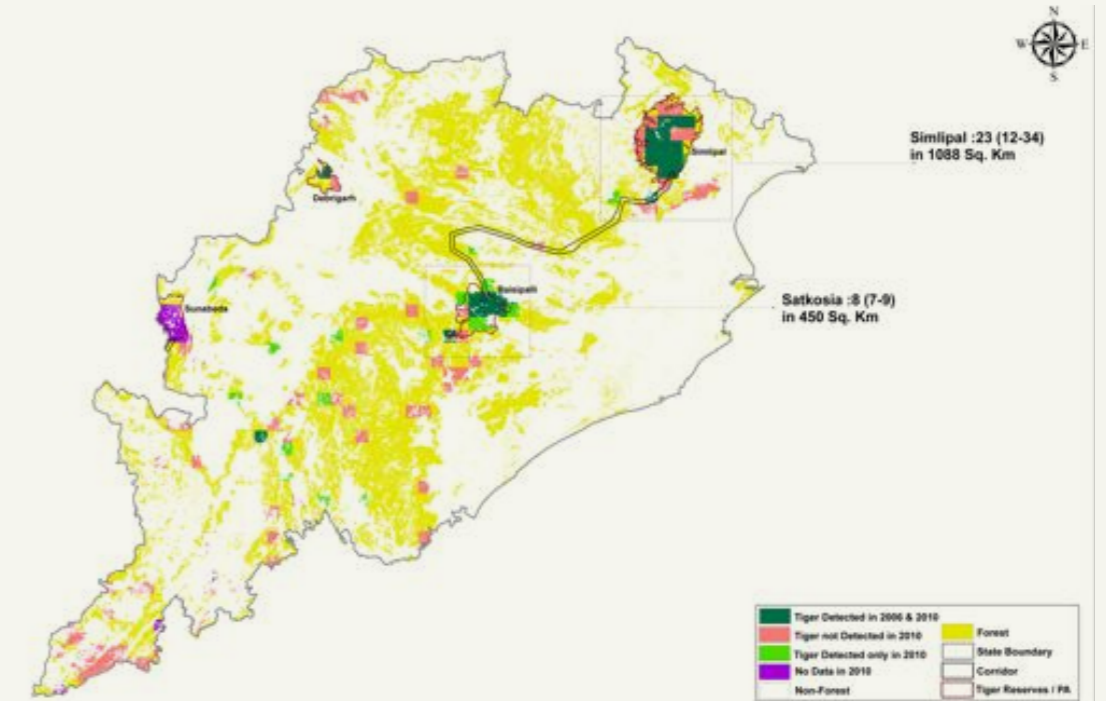 N
W E
S
Simlipal :23 (12-34)
in 1088 Sq. Km
Simlipal
Debrigarh
Baisipalli
Sunabeda
Satkosia :8 (7-9)
in 450 Sq. Km
Tiger Detected in 2006 & 2010
Tiger not Detected in 2010
Tiger Detected only in 2010
No Data in 2010
Non-Forest
Forest
State Boundary
Corridor
Tiger Reserves / PA